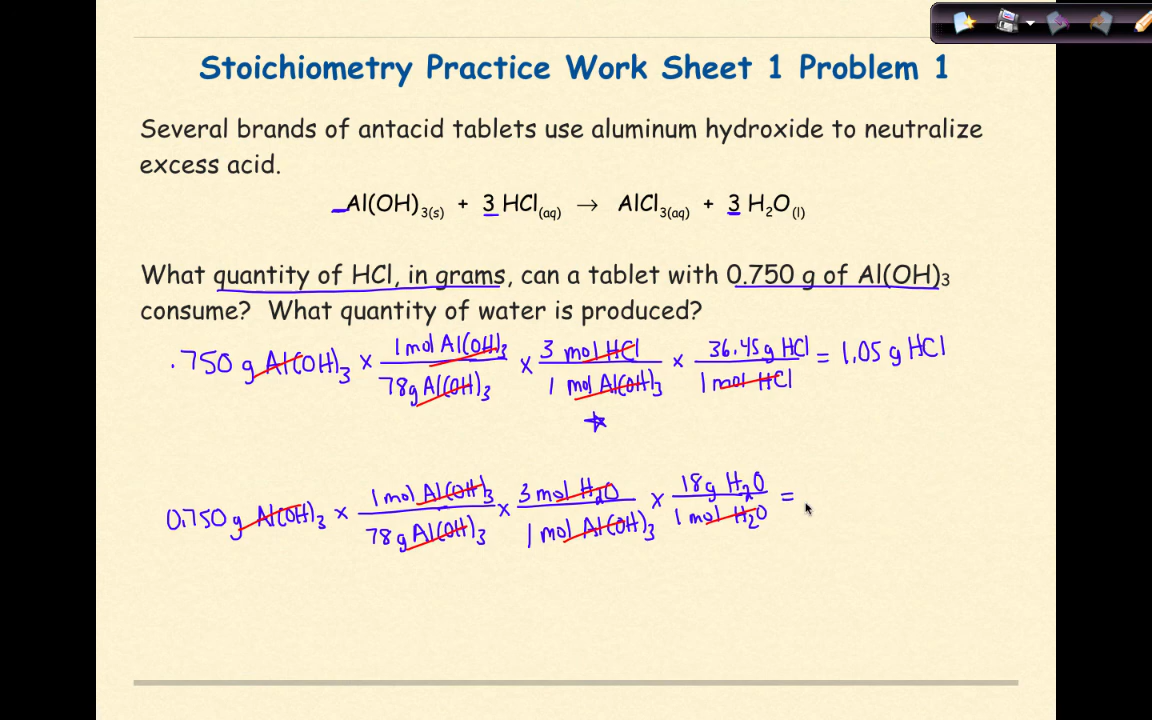 Stoichiometry Practice Work Sheet 1 Problem 1
Several brands of antacid tablets use aluminum hydroxide to neutralize
excess acid.
_Al(OH)₃₍ₛ₎ + 3 HCl₍aq₎ → AlCl₃₍aq₎ + 3 H₂O₍l₎
What quantity of HCl, in grams, can a tablet with 0.750 g of Al(OH)₃
consume? What quantity of water is produced?
.750 g Al(OH)₃ × 1 mol Al(OH)₃ / 78 g Al(OH)₃ × 3 mol HCl / 1 mol Al(OH)₃ × 36.45 g HCl / 1 mol HCl = 1.05 g HCl
0.750 g Al(OH)₃ × 1 mol Al(OH)₃ / 78 g Al(OH)₃ × 3 mol H₂O / 1 mol Al(OH)₃ × 18 g H₂O / 1 mol H₂O =